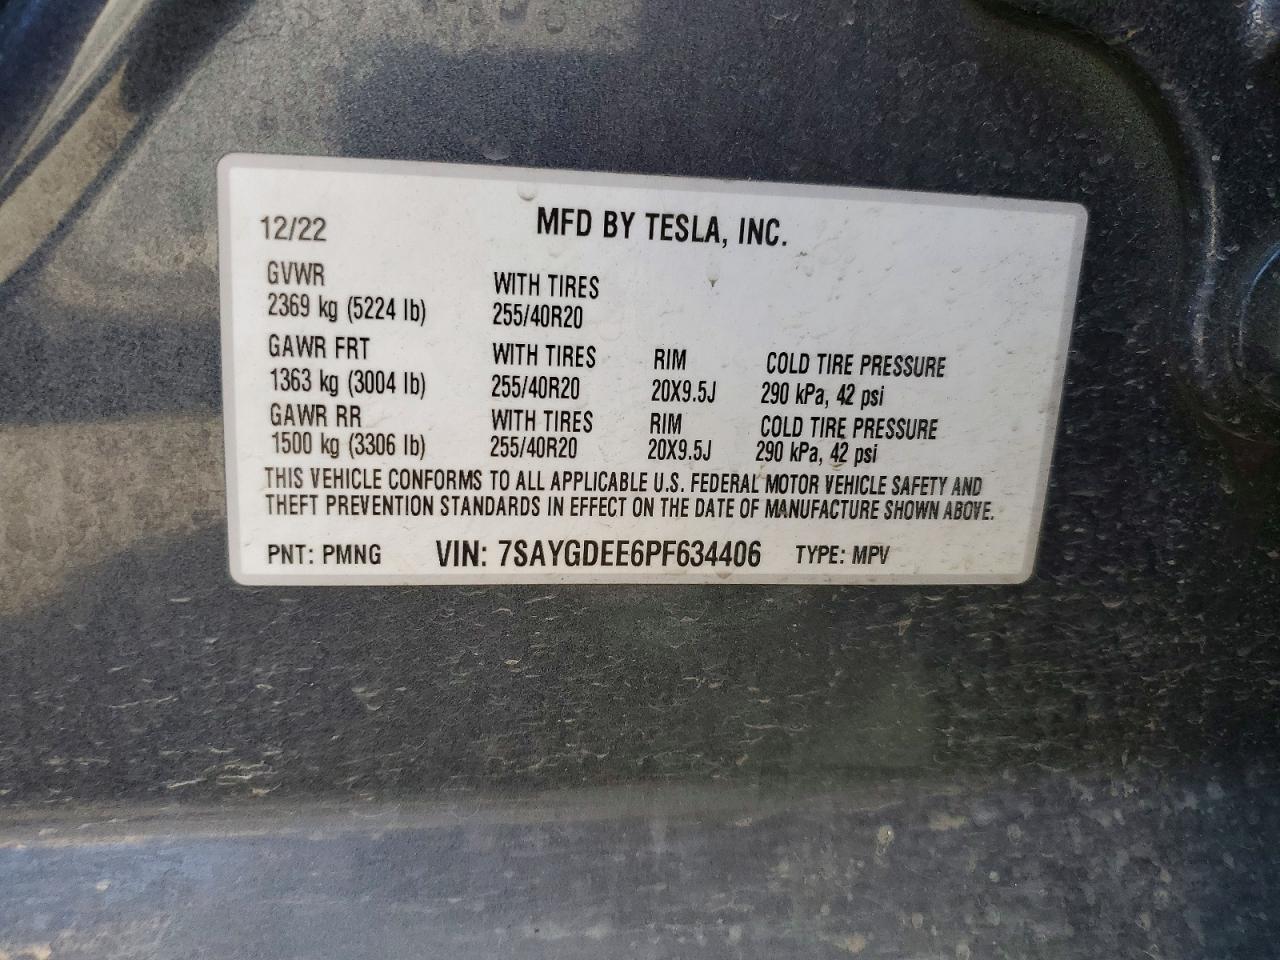 12/22 MFD BY TESLA, INC.
GVWR WITH TIRES
2369 kg (5224 lb) 255/40R20
GAWR FRT WITH TIRES RIM COLD TIRE PRESSURE
1363 kg (3004 lb) 255/40R20 20X9.5J 290 kPa, 42 psi
GAWR RR WITH TIRES RIM COLD TIRE PRESSURE
1500 kg (3306 lb) 255/40R20 20X9.5J 290 kPa, 42 psi
THIS VEHICLE CONFORMS TO ALL APPLICABLE U.S. FEDERAL MOTOR VEHICLE SAFETY AND
THEFT PREVENTION STANDARDS IN EFFECT ON THE DATE OF MANUFACTURE SHOWN ABOVE.
PNT: PMNG VIN: 7SAYGDEE6PF634406 TYPE: MPV